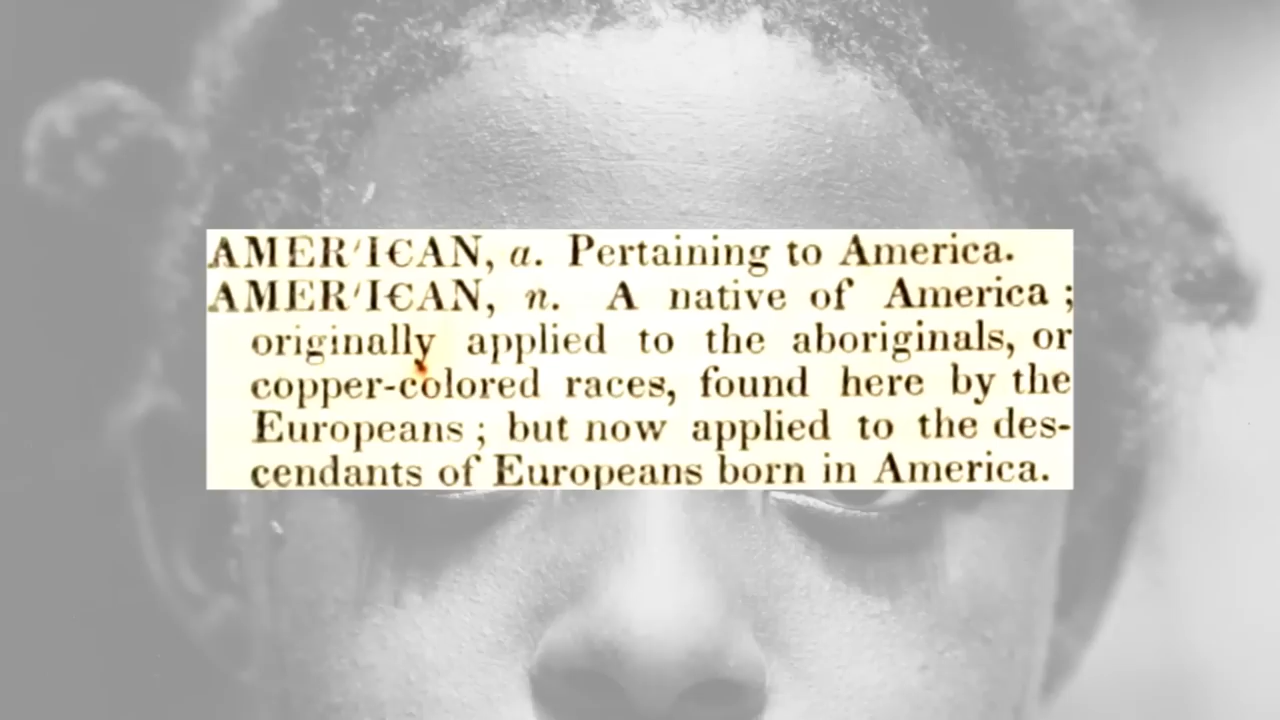 AMER'ICAN, a. Pertaining to America.
AMER'ICAN, n. A native of America ;
originally applied to the aboriginals, or
copper-colored races, found here by the
Europeans ; but now applied to the des-
cendants of Europeans born in America.